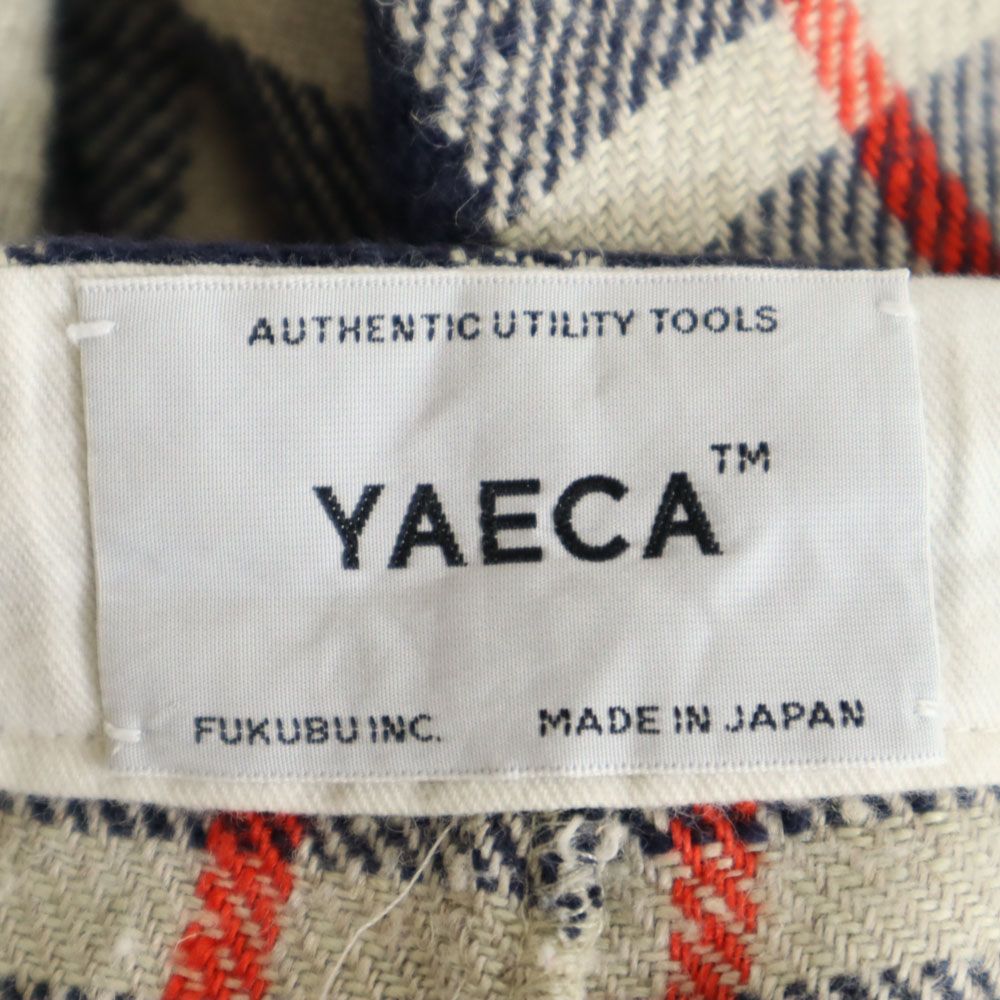 AUTHENTIC UTILITY TOOLS
YAECA™
FUKUBU INC. MADE IN JAPAN